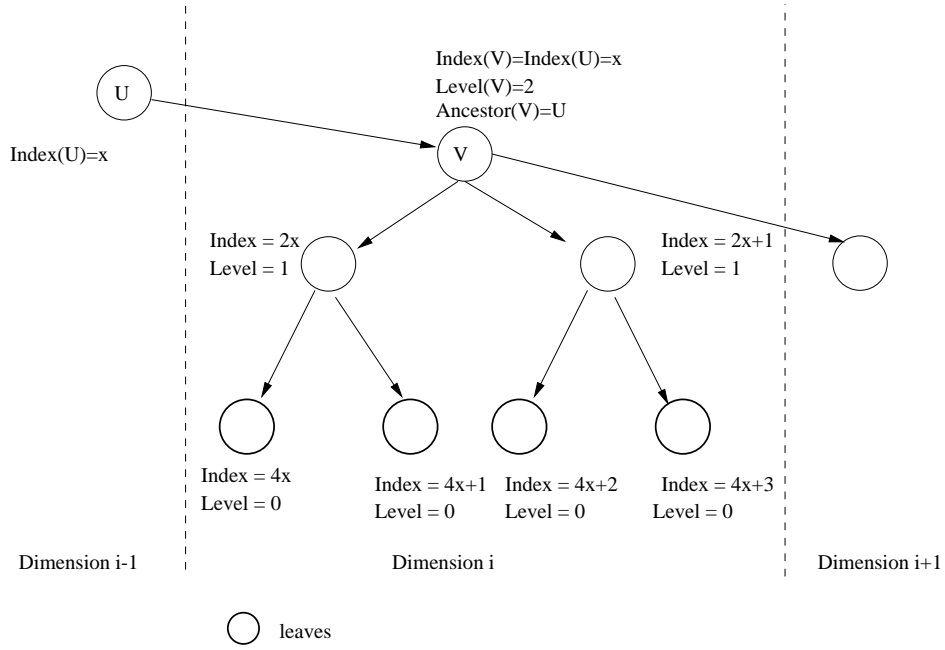 Index(V)=Index(U)=x
Level(V)=2
Ancestor(V)=U
U
V
Index(U)=x
Index = 2x
Level = 1
Index = 2x+1
Level = 1
Index = 4x
Level = 0
Index = 4x+1
Level = 0
Index = 4x+2
Level = 0
Index = 4x+3
Level = 0
Dimension i-1
Dimension i
Dimension i+1
leaves